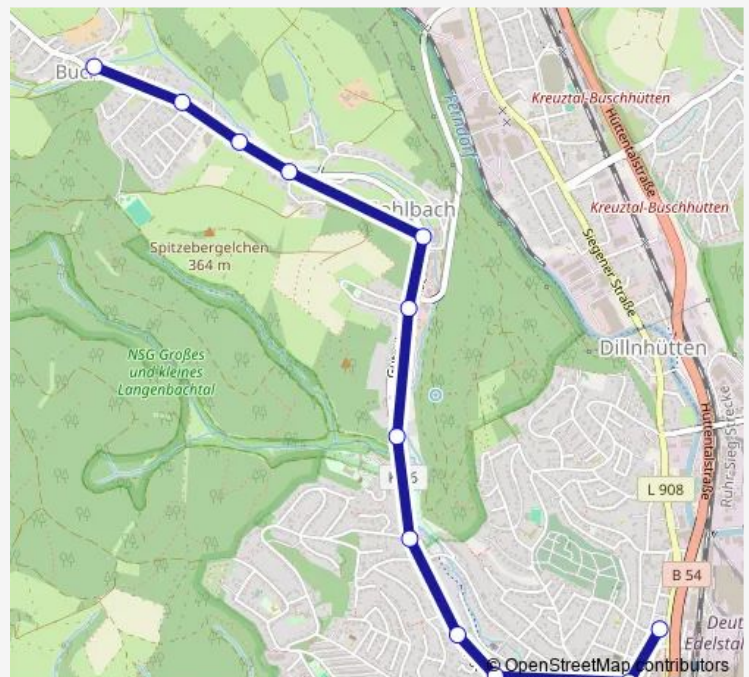 Ferndorf
Kreuztal-Buschhütten
Hüttentalstraße
Kreuztal-Buschhütten
Spitzebergelchen
364 m
Siegener Straße
Dillnhütten
NSG Großes
und kleines
Langenbachtal
Hüttentalstraße
Ruhr-Sieg-Strecke
L 908
B 54
© OpenStreetMap contributors